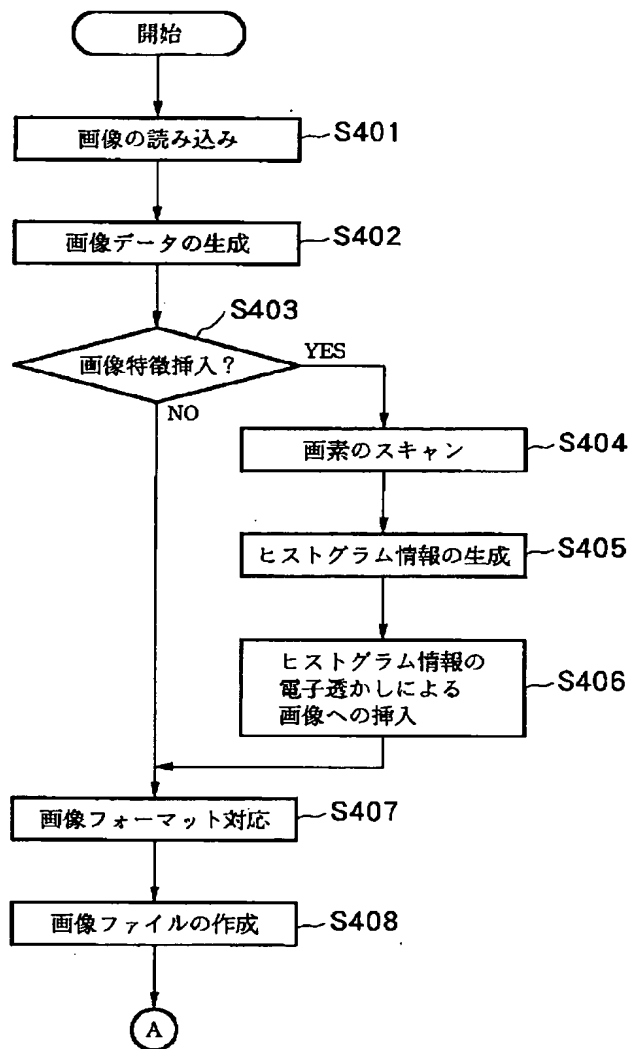 開始
画像の読み込み
S401
画像データの生成
S402
S403
画像特徴挿入？
YES
NO
画素のスキャン
S404
ヒストグラム情報の生成
S405
ヒストグラム情報の
電子透かしによる
画像への挿入
S406
画像フォーマット対応
S407
画像ファイルの作成
S408
A